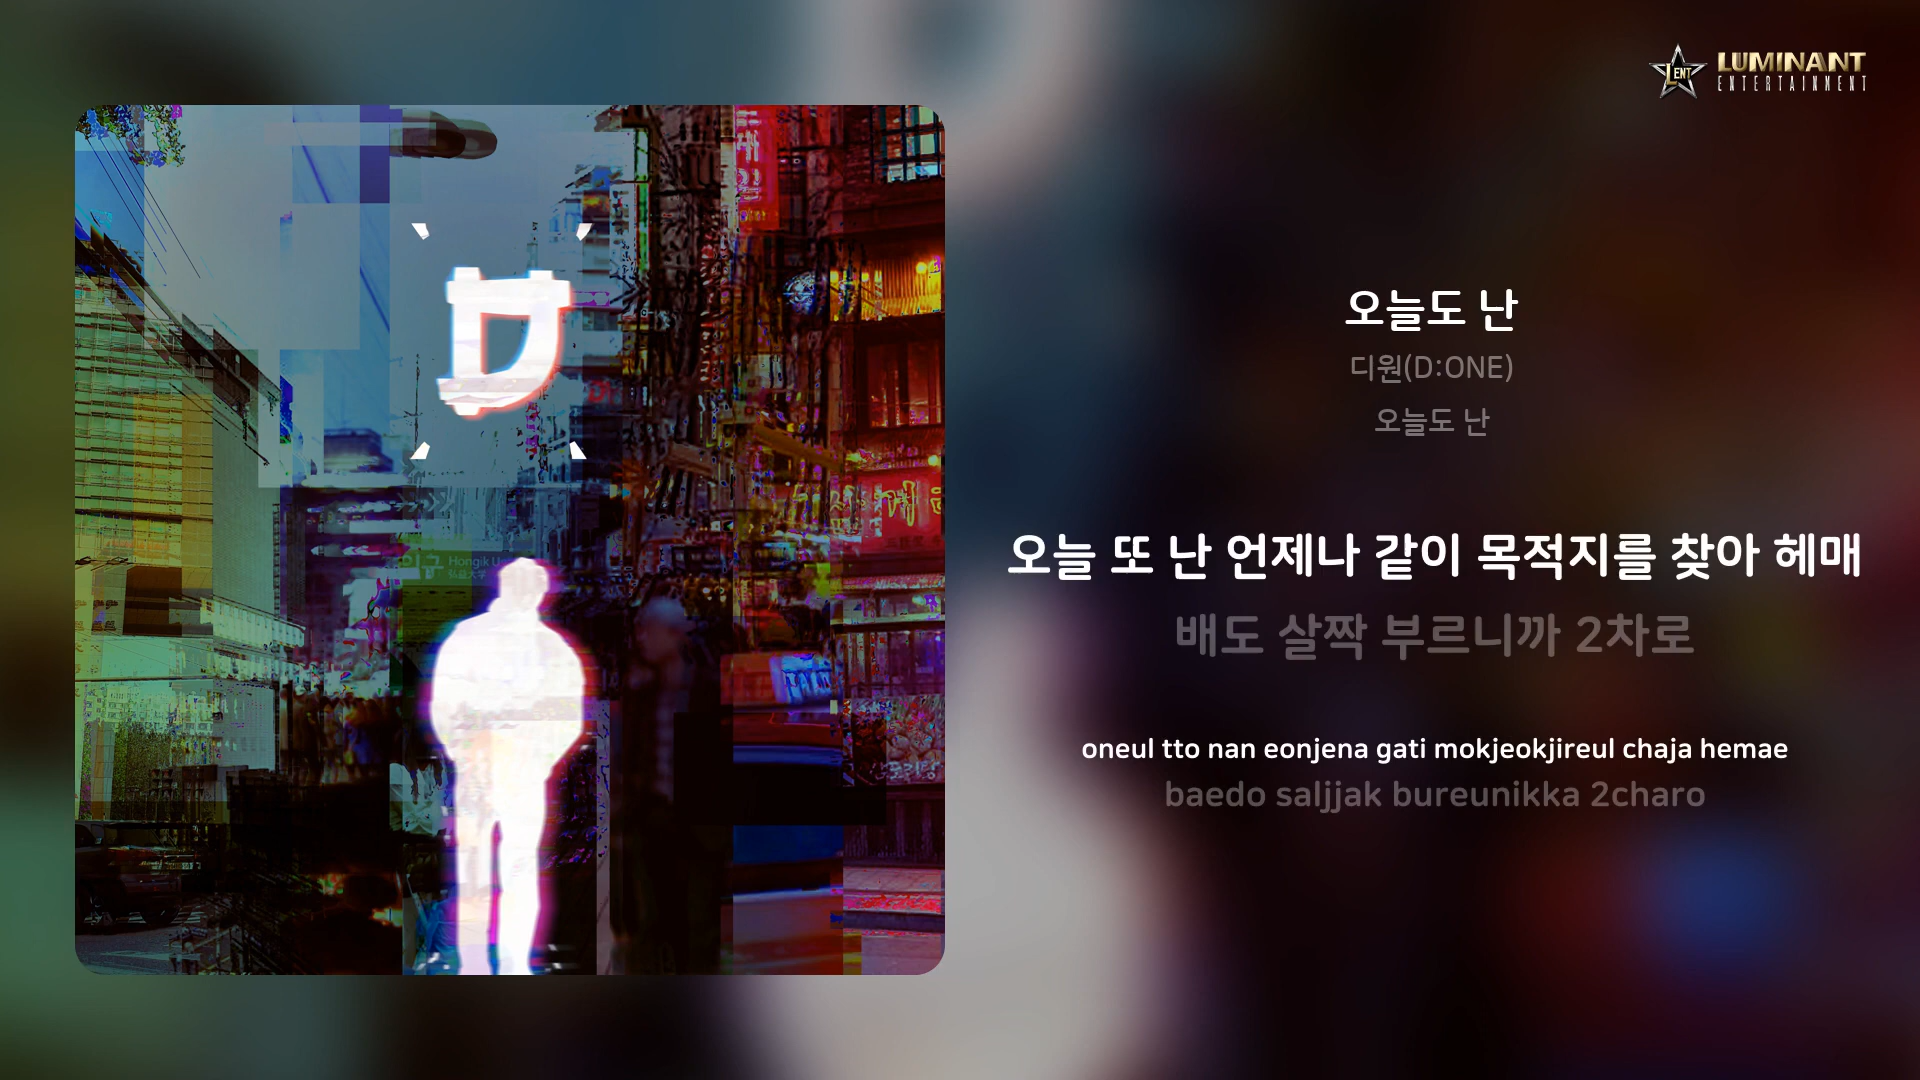 LENT
LUMINANT
ENTERTAINMENT
오늘도 난
디원(D:ONE)
오늘도 난
오늘 또 난 언제나 같이 목적지를 찾아 헤매
배도 살짝 부르니까 2차로
oneul tto nan eonjena gati mokjeokjireul chaja hemae
baedo saljjak bureunikka 2charo
Hongik U